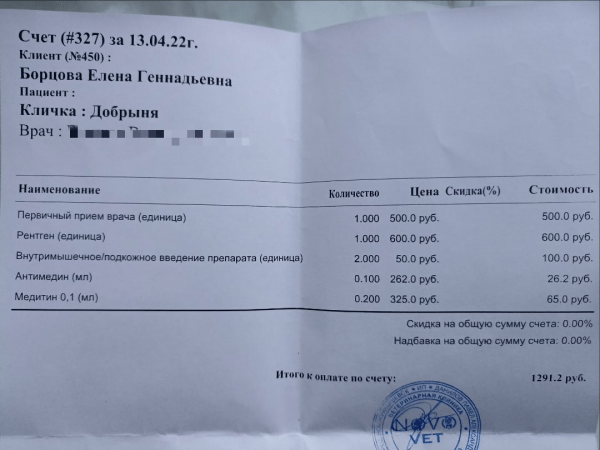 Счет (#327) за 13.04.22г.
Клиент (№450) :
Борцова Елена Геннадьевна
Пациент :
Кличка : Добрыня
Врач :
Наименование Количество Цена Скидка(%) Стоимость
Первичный прием врача (единица) 1.000 500.0 руб. 500.0 руб.
Рентген (единица) 1.000 600.0 руб. 600.0 руб.
Внутримышечное/подкожное введение препарата (единица) 2.000 50.0 руб. 100.0 руб.
Антимедин (мл) 0.100 262.0 руб. 26.2 руб.
Медитин 0,1 (мл) 0.200 325.0 руб. 65.0 руб.
Скидка на общую сумму счета: 0.00%
Надбавка на общую сумму счета: 0.00%
Итого к оплате по счету: 1291.2 руб.
ВЕТЕРИНАРНАЯ КЛИНИКА
NOVO
VET